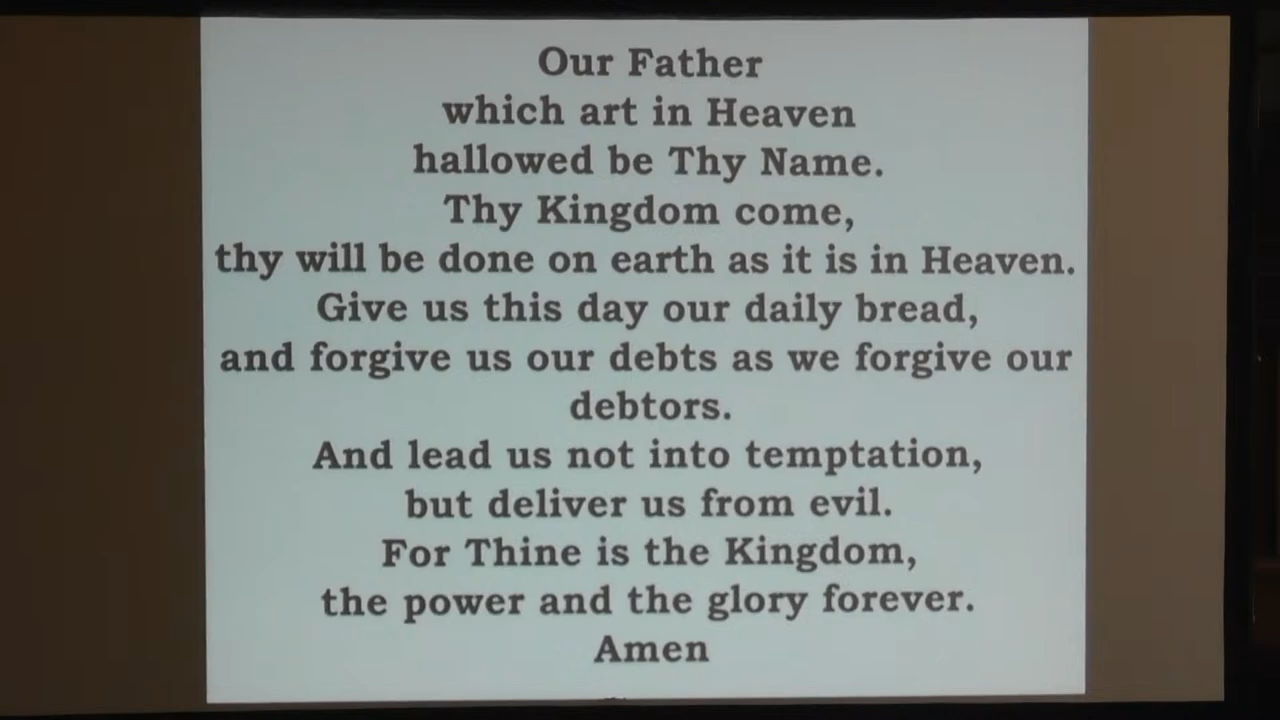 Our Father
which art in Heaven
hallowed be Thy Name.
Thy Kingdom come,
thy will be done on earth as it is in Heaven.
Give us this day our daily bread,
and forgive us our debts as we forgive our
debtors.
And lead us not into temptation,
but deliver us from evil.
For Thine is the Kingdom,
the power and the glory forever.
Amen